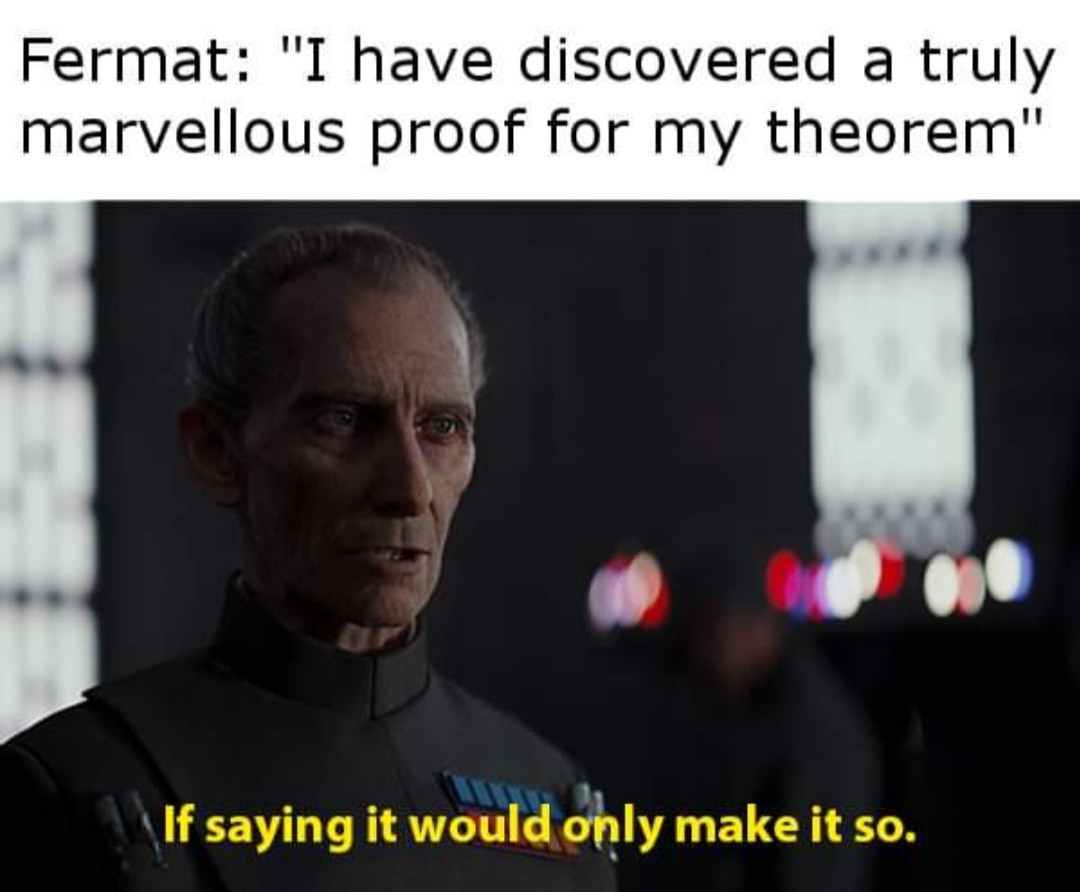 Fermat: "I have discovered a truly
marvellous proof for my theorem"
If saying it would only make it so.